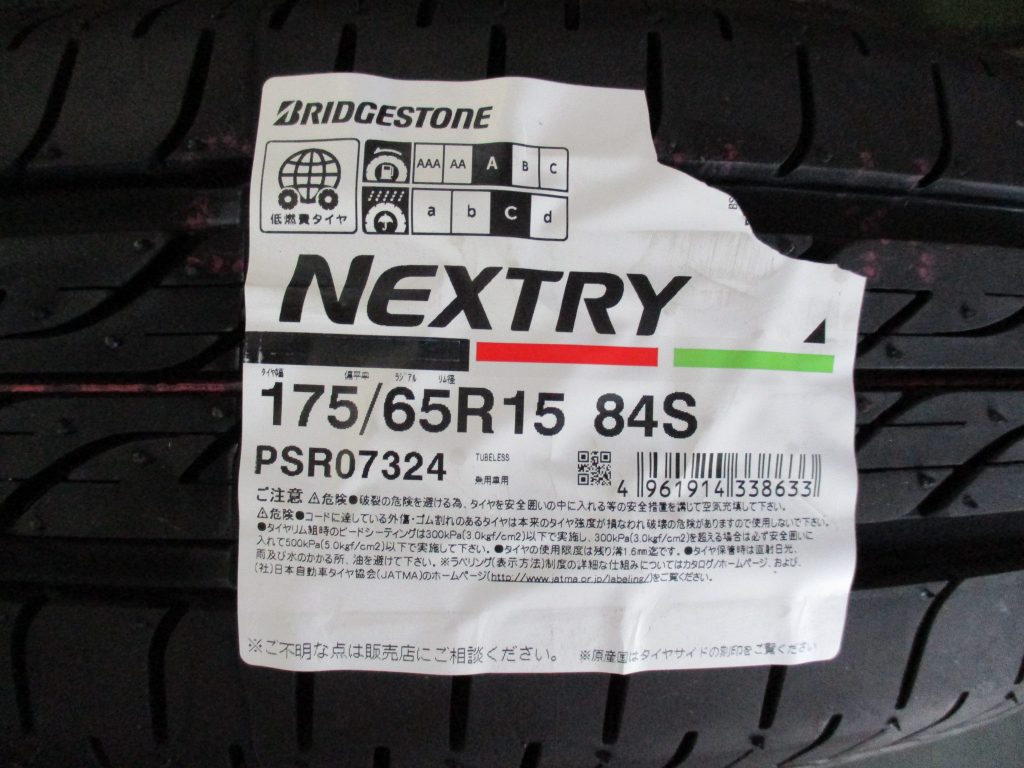 BRIDGESTONE
AAA AA A B C
低燃費タイヤ
a b c d
NEXTRY
タイヤ幅 偏平率 ラジアル リム径
175/65R15 84S
PSR07324
TUBELESS
乗用車用
4 961914 338633
ご注意 ⚠危険●破裂の危険を避ける為、タイヤを安全囲いの中に入れる等の安全措置を講じて空気充填して下さい。
⚠危険●コードに達している外傷・ゴム割れのあるタイヤは本来のタイヤ強度が損なわれ破壊の危険がありますので使用しないで下さい。
●タイヤリム組時のビードシーティングは300kPa(3.0kgf/cm2)以下で実施し、300kPa(3.0kgf/cm2)を超える場合は必ず安全囲いに
入れて500kPa(5.0kgf/cm2)以下で実施して下さい。●タイヤの使用限度は残り溝1.6mm迄です。●タイヤ保管時は直射日光、
雨及び水のかかる所、油を避けて下さい。※ラベリング(表示方法)制度の詳細な仕組みについてはカタログ/ホームページ、および、
(社)日本自動車タイヤ協会(JATMA)のホームページ(http://www.jatma.or.jp/labeling/)をご覧ください。
※ご不明な点は販売店にご相談ください。 ※原産国はタイヤサイドの刻印をご覧ください